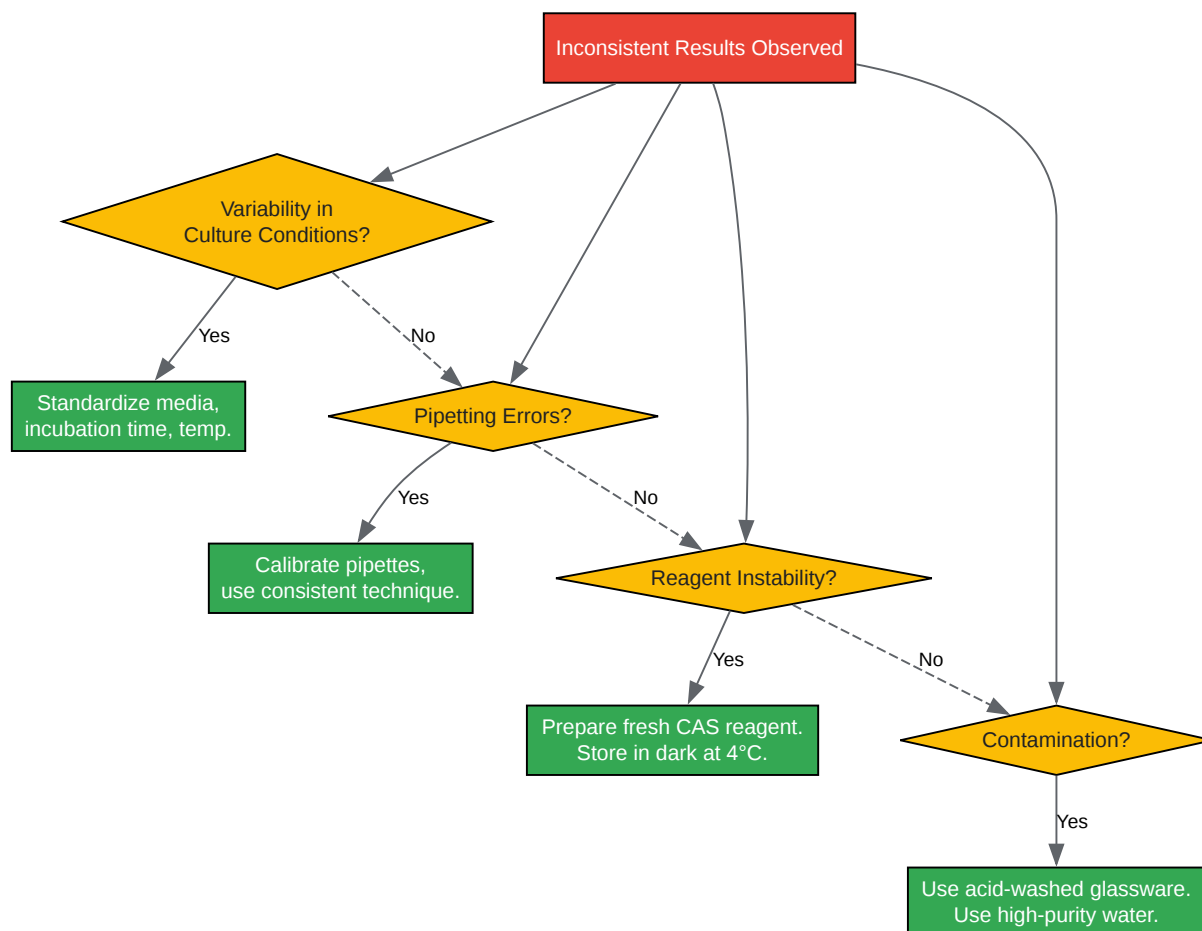 Inconsistent Results Observed
Variability in
Culture Conditions?
Yes
No
Standardize media,
incubation time, temp.
Pipetting Errors?
Yes
No
Calibrate pipettes,
use consistent technique.
Reagent Instability?
Yes
No
Prepare fresh CAS reagent.
Store in dark at 4°C.
Contamination?
Yes
Use acid-washed glassware.
Use high-purity water.